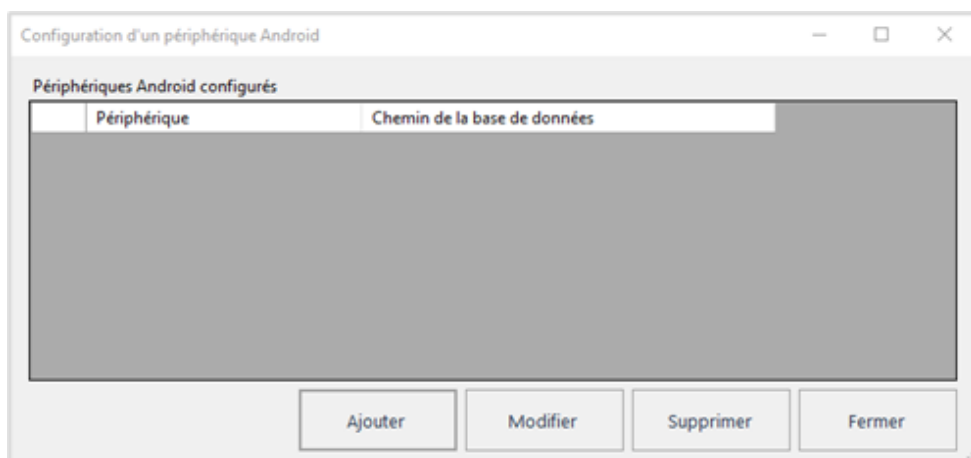 Configuration d'un périphérique Android
Périphériques Android configurés
Périphérique Chemin de la base de données
Ajouter Modifier Supprimer Fermer